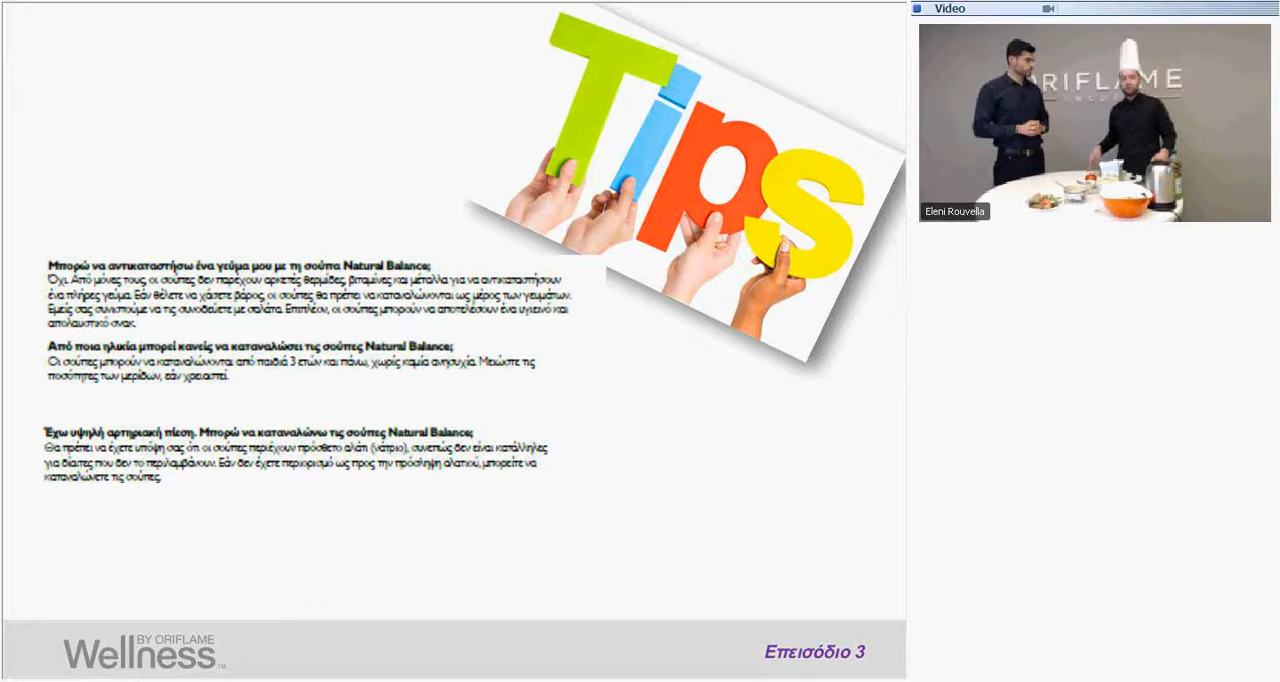 Tips
Μπορώ να αντικαταστήσω ένα γεύμα μου με τη σούπα Natural Balance;
Όχι. Από μόνες τους, οι σούπες δεν παρέχουν αρκετές θερμίδες, βιταμίνες και μέταλλα για να αντικαταστήσουν
ένα πλήρες γεύμα. Εάν θέλετε να χάσετε βάρος, οι σούπες θα πρέπει να καταναλώνονται ως μέρος των γευμάτων.
Εμείς σας συνιστούμε να τις συνοδεύετε με σαλάτα. Επιπλέον, οι σούπες μπορούν να αποτελέσουν ένα υγιεινό και
απολαυστικό σνακ.
Από ποια ηλικία μπορεί κανείς να καταναλώσει τις σούπες Natural Balance;
Οι σούπες μπορούν να καταναλώνονται από παιδιά 3 ετών και πάνω, χωρίς καμία ανησυχία. Μειώστε τις
ποσότητες των μερίδων, εάν χρειαστεί.
Έχω υψηλή αρτηριακή πίεση. Μπορώ να καταναλώνω τις σούπες Natural Balance;
Θα πρέπει να έχετε υπόψη σας ότι οι σούπες περιέχουν πρόσθετο αλάτι (νάτριο), συνεπώς δεν είναι κατάλληλες
για δίαιτες που δεν το περιλαμβάνουν. Εάν δεν έχετε περιορισμό ως προς την πρόσληψη αλατιού, μπορείτε να
καταναλώνετε τις σούπες.
BY ORIFLAME
Wellness
Επεισόδιο 3
Video
ORIFLAME
Eleni Rouvella